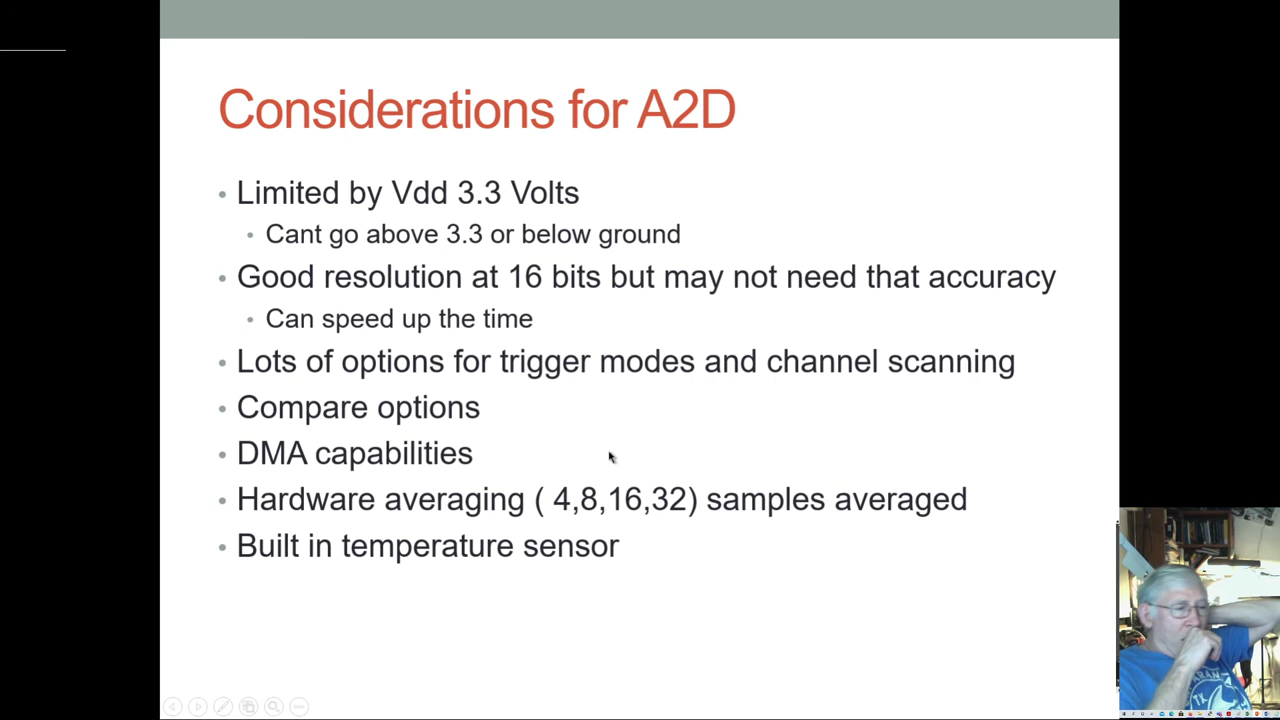 Considerations for A2D
• Limited by Vdd 3.3 Volts
• Cant go above 3.3 or below ground
• Good resolution at 16 bits but may not need that accuracy
• Can speed up the time
• Lots of options for trigger modes and channel scanning
• Compare options
• DMA capabilities
• Hardware averaging ( 4,8,16,32) samples averaged
• Built in temperature sensor